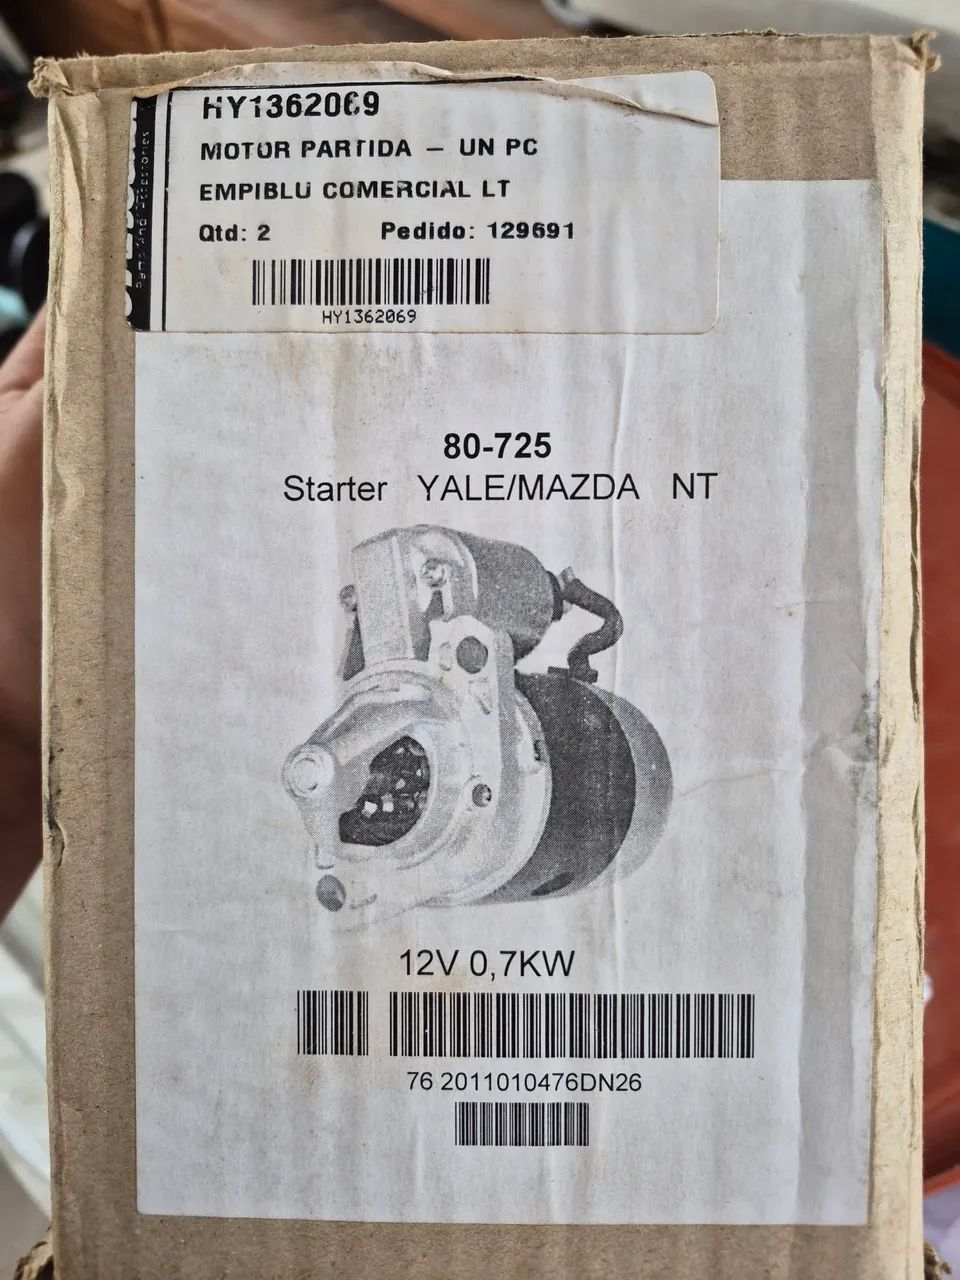 HY1362069
MOTOR PARTIDA – UN PC
EMPIBLU COMERCIAL LT
Qtd: 2 Pedido: 129691
HY1362069
80-725
Starter YALE/MAZDA NT
12V 0,7KW
76 2011010476DN26